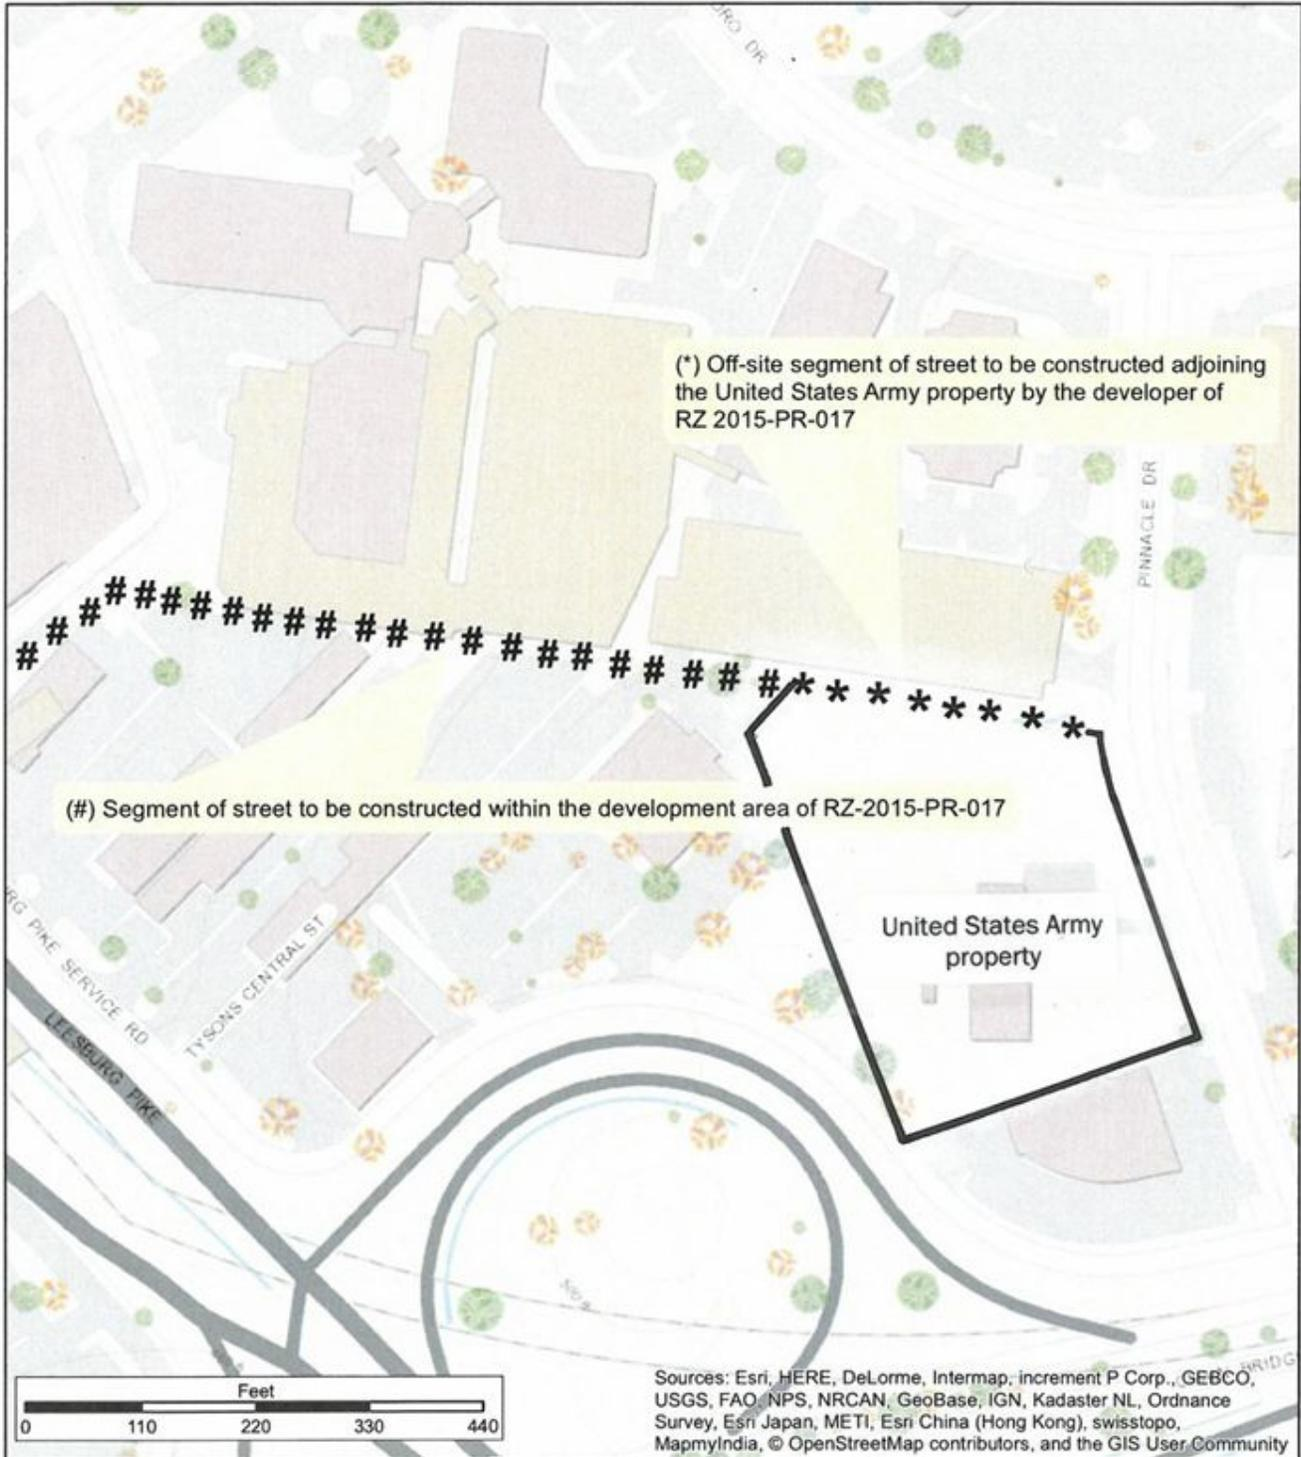 (*) Off-site segment of street to be constructed adjoining
the United States Army property by the developer of
RZ 2015-PR-017
PINNACLE DR
# # # # # # # # # # # # # # # # # # # # # # # # * * * * * * * *
(#) Segment of street to be constructed within the development area of RZ-2015-PR-017
United States Army
property
PIKE SERVICE RD
TYSONS CENTRAL ST
LEESBURG PIKE
Feet
0 110 220 330 440
Sources: Esri, HERE, DeLorme, Intermap, increment P Corp., GEBCO,
USGS, FAO, NPS, NRCAN, GeoBase, IGN, Kadaster NL, Ordnance
Survey, Esri Japan, METI, Esri China (Hong Kong), swisstopo,
MapmyIndia, © OpenStreetMap contributors, and the GIS User Community